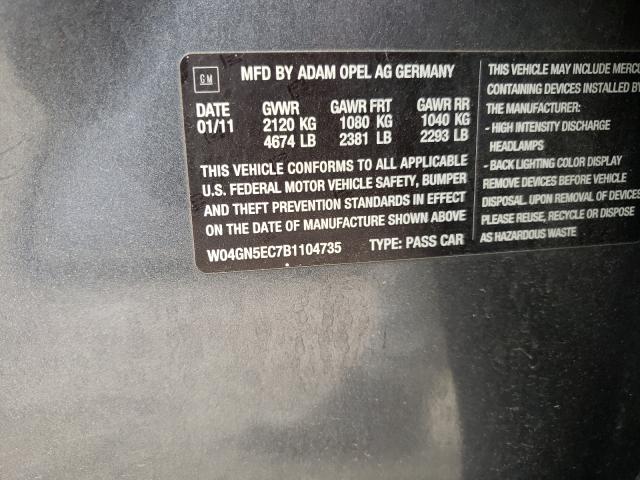 GM
MFD BY ADAM OPEL AG GERMANY
DATE GVWR GAWR FRT GAWR RR
01/11 2120 KG 1080 KG 1040 KG
4674 LB 2381 LB 2293 LB
THIS VEHICLE CONFORMS TO ALL APPLICABLE
U.S. FEDERAL MOTOR VEHICLE SAFETY, BUMPER
AND THEFT PREVENTION STANDARDS IN EFFECT
ON THE DATE OF MANUFACTURE SHOWN ABOVE
W04GN5EC7B1104735 TYPE: PASS CAR
THIS VEHICLE MAY INCLUDE MERCU
CONTAINING DEVICES INSTALLED BY
THE MANUFACTURER:
- HIGH INTENSITY DISCHARGE
HEADLAMPS
- BACK LIGHTING COLOR DISPLAY
REMOVE DEVICES BEFORE VEHICLE
DISPOSAL. UPON REMOVAL OF DEVICES
PLEASE REUSE, RECYCLE OR DISPOSE
AS HAZARDOUS WASTE